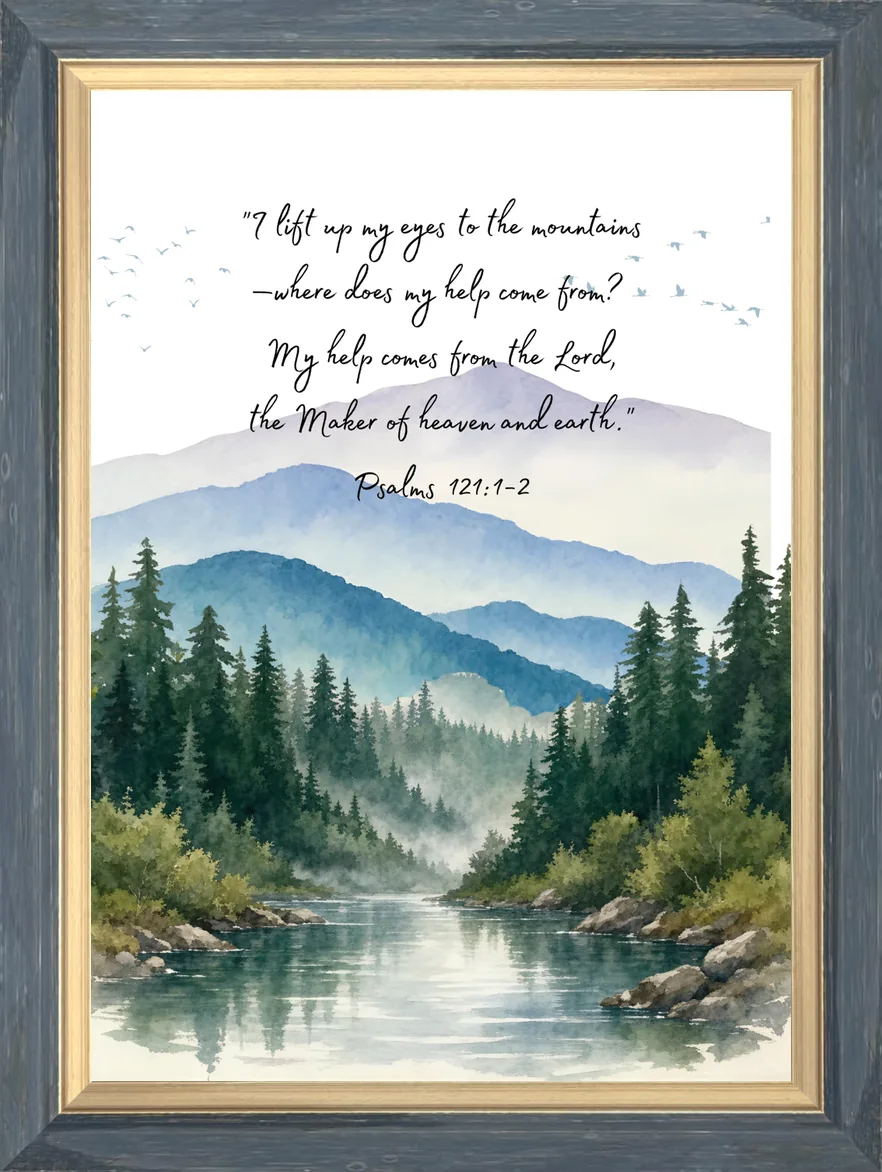 "I lift up my eyes to the mountains
—where does my help come from?
My help comes from the Lord,
the Maker of heaven and earth."
Psalms 121:1-2